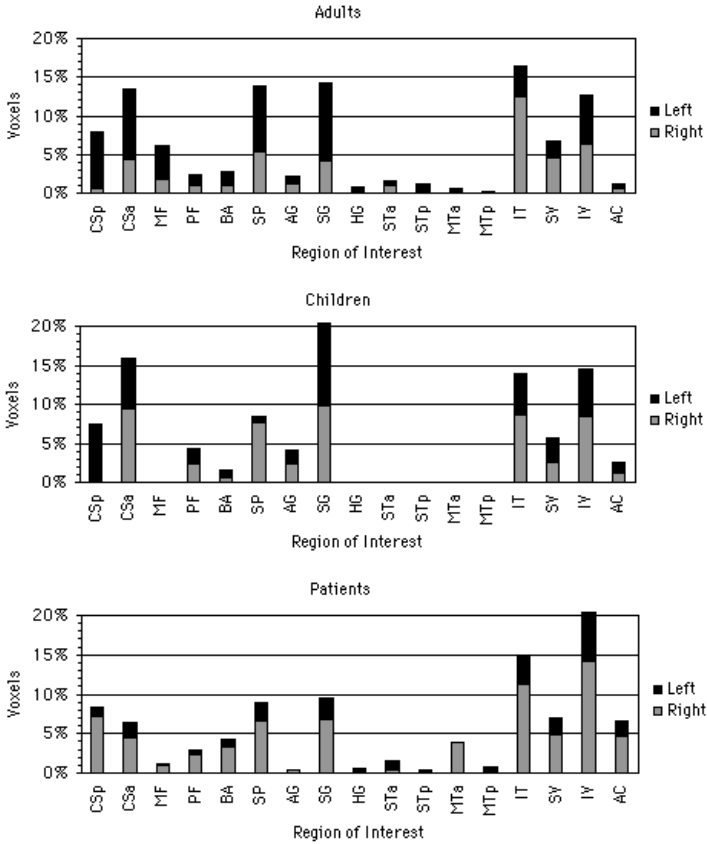 Adults
20%
15%
10%
5%
0%
Voxels
CSp CSa MF PF BA SP AG SG HG STa STp MTa MTp IT SV IV AC
Region of Interest
Left
Right
Children
20%
15%
10%
5%
0%
Voxels
CSp CSa MF PF BA SP AG SG HG STa STp MTa MTp IT SV IV AC
Region of Interest
Left
Right
Patients
20%
15%
10%
5%
0%
Voxels
CSp CSa MF PF BA SP AG SG HG STa STp MTa MTp IT SV IV AC
Region of Interest
Left
Right